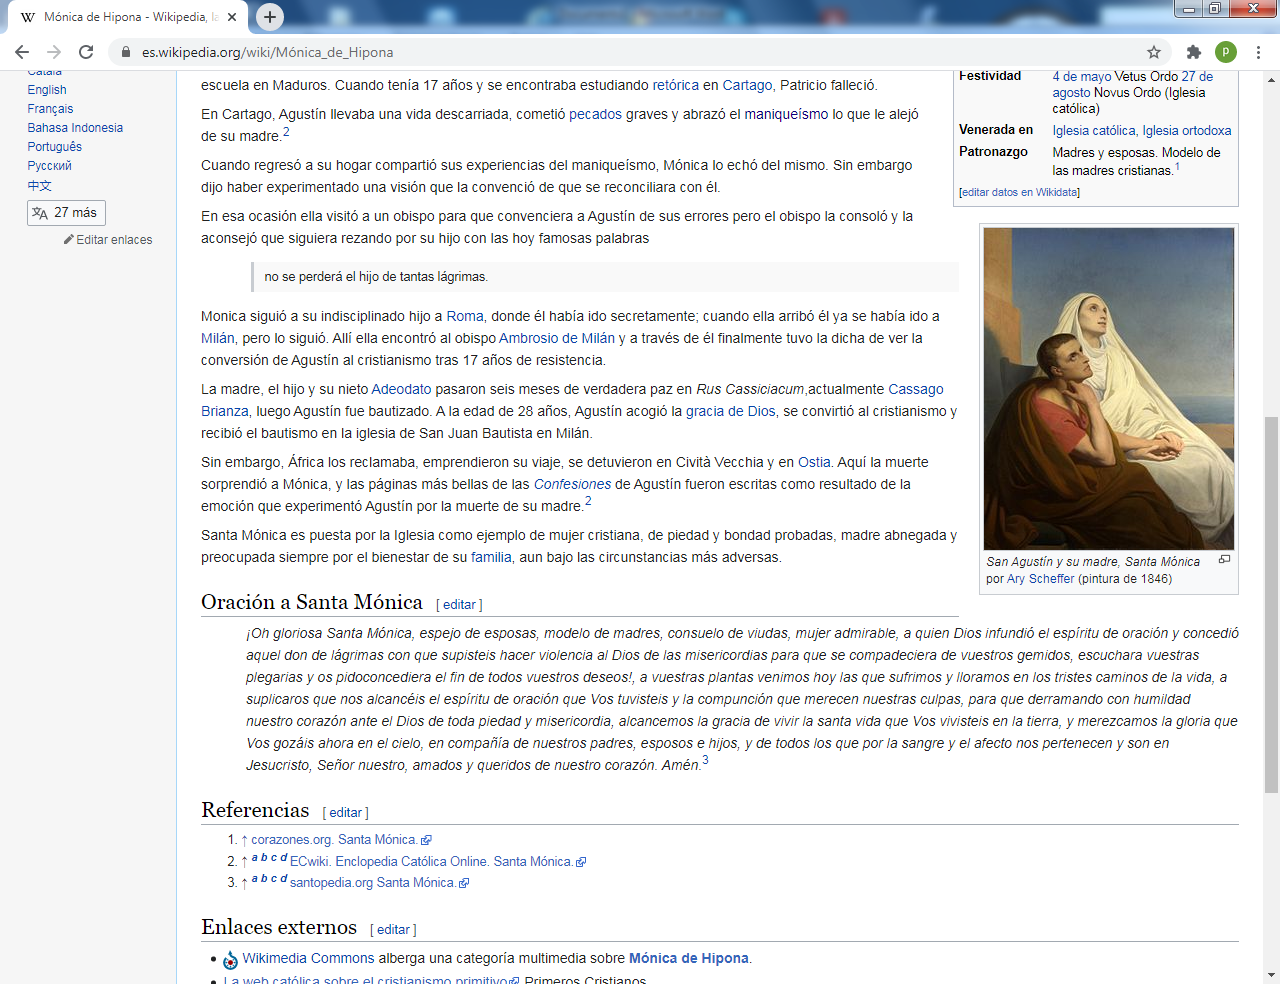 Mónica de Hipona - Wikipedia, la
es.wikipedia.org/wiki/Mónica_de_Hipona
P
Català
English
Français
Bahasa Indonesia
Português
Русский
中文
27 más
Editar enlaces
escuela en Maduros. Cuando tenía 17 años y se encontraba estudiando retórica en Cartago, Patricio falleció.
En Cartago, Agustín llevaba una vida descarriada, cometió pecados graves y abrazó el maniqueísmo lo que le alejó
de su madre.2
Cuando regresó a su hogar compartió sus experiencias del maniqueísmo, Mónica lo echó del mismo. Sin embargo
dijo haber experimentado una visión que la convenció de que se reconciliara con él.
En esa ocasión ella visitó a un obispo para que convenciera a Agustín de sus errores pero el obispo la consoló y la
aconsejó que siguiera rezando por su hijo con las hoy famosas palabras
no se perderá el hijo de tantas lágrimas.
Monica siguió a su indisciplinado hijo a Roma, donde él había ido secretamente; cuando ella arribó él ya se había ido a
Milán, pero lo siguió. Allí ella encontró al obispo Ambrosio de Milán y a través de él finalmente tuvo la dicha de ver la
conversión de Agustín al cristianismo tras 17 años de resistencia.
La madre, el hijo y su nieto Adeodato pasaron seis meses de verdadera paz en Rus Cassiciacum,actualmente Cassago
Brianza, luego Agustín fue bautizado. A la edad de 28 años, Agustín acogió la gracia de Dios, se convirtió al cristianismo y
recibió el bautismo en la iglesia de San Juan Bautista en Milán.
Sin embargo, África los reclamaba, emprendieron su viaje, se detuvieron en Cività Vecchia y en Ostia. Aquí la muerte
sorprendió a Mónica, y las páginas más bellas de las Confesiones de Agustín fueron escritas como resultado de la
emoción que experimentó Agustín por la muerte de su madre.2
Santa Mónica es puesta por la Iglesia como ejemplo de mujer cristiana, de piedad y bondad probadas, madre abnegada y
preocupada siempre por el bienestar de su familia, aun bajo las circunstancias más adversas.
Festividad 4 de mayo Vetus Ordo 27 de
agosto Novus Ordo (Iglesia
católica)
Venerada en Iglesia católica, Iglesia ortodoxa
Patronazgo Madres y esposas. Modelo de
las madres cristianas.1
[editar datos en Wikidata]
San Agustín y su madre, Santa Mónica
por Ary Scheffer (pintura de 1846)
Oración a Santa Mónica [ editar ]
¡Oh gloriosa Santa Mónica, espejo de esposas, modelo de madres, consuelo de viudas, mujer admirable, a quien Dios infundió el espíritu de oración y concedió
aquel don de lágrimas con que supisteis hacer violencia al Dios de las misericordias para que se compadeciera de vuestros gemidos, escuchara vuestras
plegarias y os pidoconcediera el fin de todos vuestros deseos!, a vuestras plantas venimos hoy las que sufrimos y lloramos en los tristes caminos de la vida, a
suplicaros que nos alcancéis el espíritu de oración que Vos tuvisteis y la compunción que merecen nuestras culpas, para que derramando con humildad
nuestro corazón ante el Dios de toda piedad y misericordia, alcancemos la gracia de vivir la santa vida que Vos vivisteis en la tierra, y merezcamos la gloria que
Vos gozáis ahora en el cielo, en compañía de nuestros padres, esposos e hijos, y de todos los que por la sangre y el afecto nos pertenecen y son en
Jesucristo, Señor nuestro, amados y queridos de nuestro corazón. Amén.3
Referencias [ editar ]
1. ↑ corazones.org. Santa Mónica.
2. ↑ a b c d ECwiki. Enclopedia Católica Online. Santa Mónica.
3. ↑ a b c d santopedia.org Santa Mónica.
Enlaces externos [ editar ]
• Wikimedia Commons alberga una categoría multimedia sobre Mónica de Hipona.
• La web católica sobre el cristianismo primitivo Primeros Cristianos